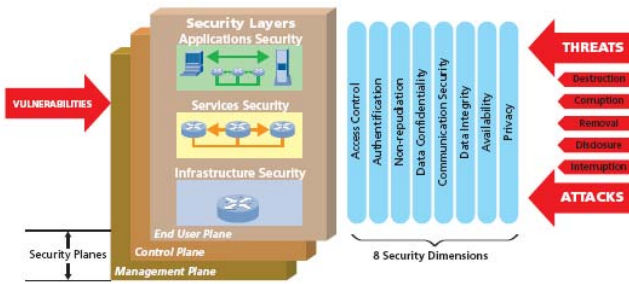 Security Layers
Applications Security
Services Security
Infrastructure Security
End User Plane
Control Plane
Management Plane
VULNERABILITIES
Security Planes
Access Control
Authentification
Non-repudiation
Data Confidentiality
Communication Security
Data Integrity
Availability
Privacy
8 Security Dimensions
THREATS
Destruction
Corruption
Removal
Disclosure
Interruption
ATTACKS